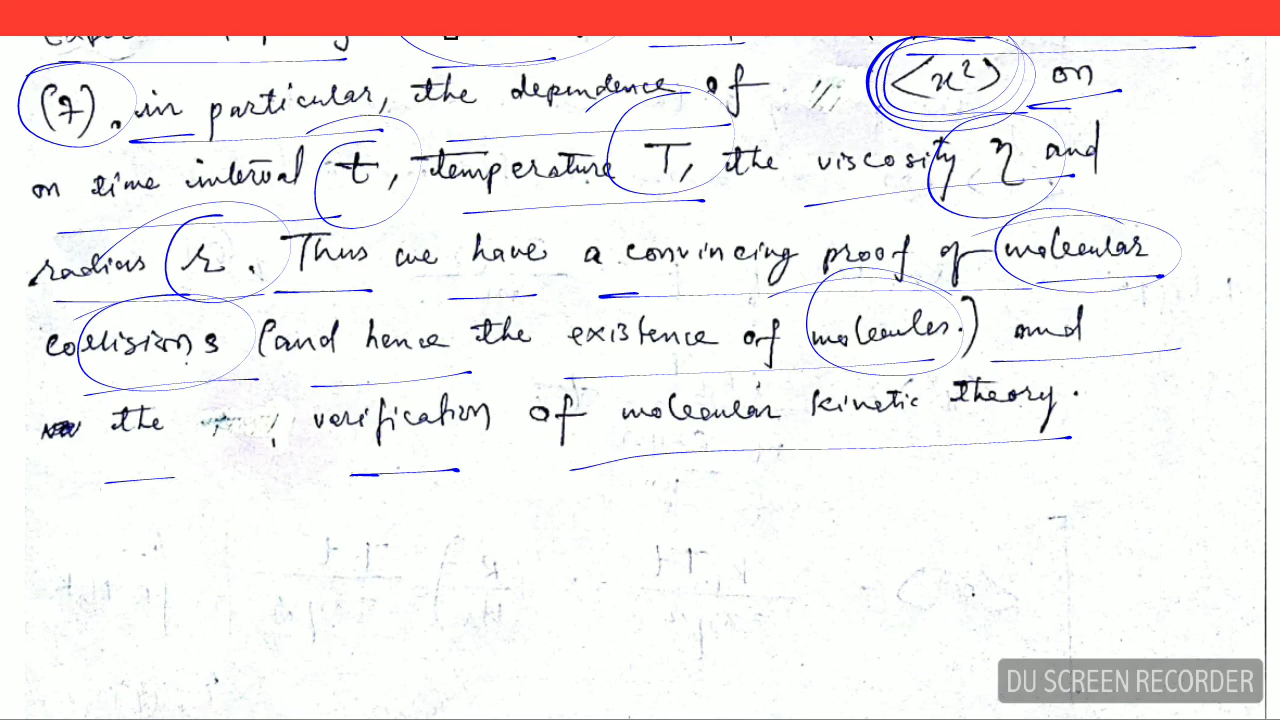 (7). in particular, the dependence of <x²> on
on time interval t, temperature T, the viscosity η and
radius r. Thus we have a convincing proof of molecular
collisions (and hence the existence of molecules.) and
the verification of molecular kinetic theory.
DU SCREEN RECORDER